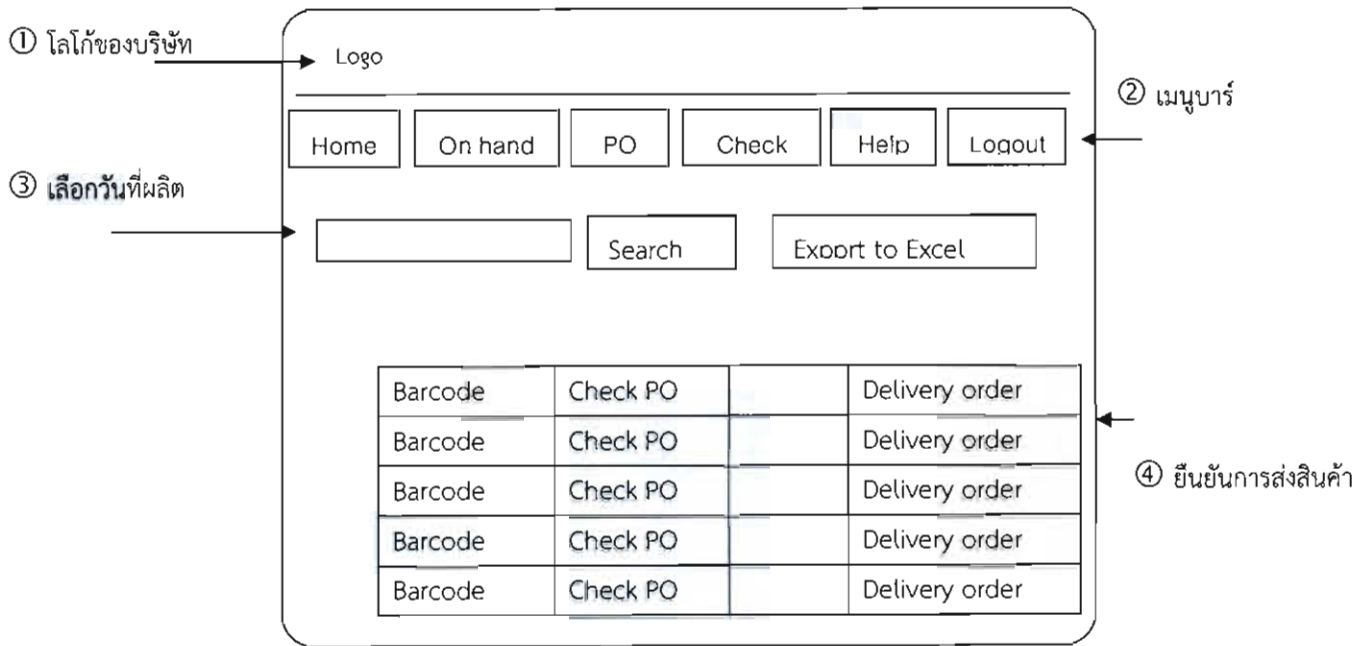 ① โลโก้ของบริษัท
Logo
② เมนูบาร์
Home On hand PO Check Help Logout
③ เลือกวันที่ผลิต
Search Export to Excel
Barcode Check PO Delivery order
Barcode Check PO Delivery order
Barcode Check PO Delivery order
④ ยืนยันการส่งสินค้า
Barcode Check PO Delivery order
Barcode Check PO Delivery order